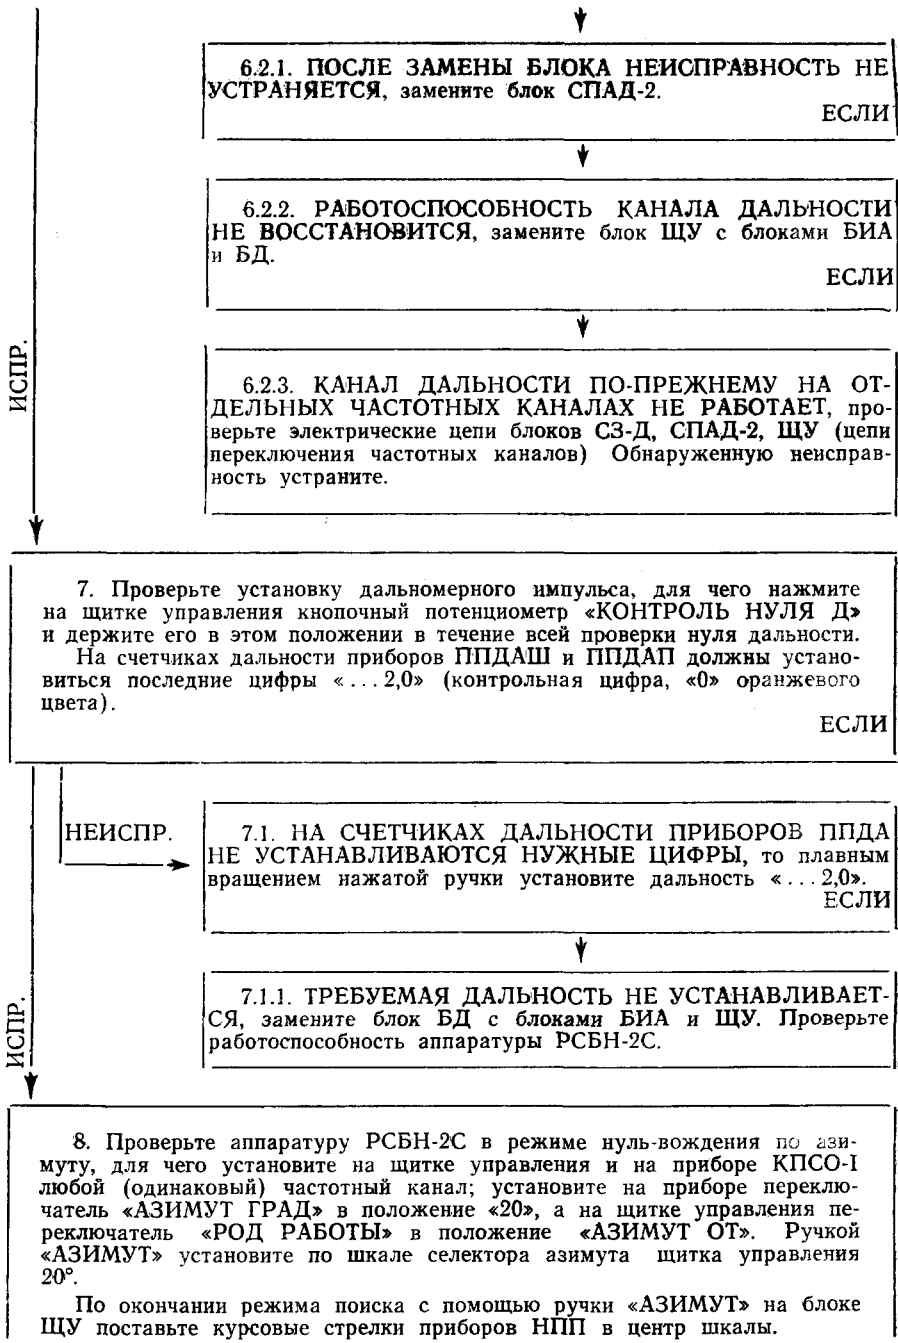 6.2.1. ПОСЛЕ ЗАМЕНЫ БЛОКА НЕИСПРАВНОСТЬ НЕ
УСТРАНЯЕТСЯ, замените блок СПАД-2.
ЕСЛИ
6.2.2. РАБОТОСПОСОБНОСТЬ КАНАЛА ДАЛЬНОСТИ
НЕ ВОССТАНОВИТСЯ, замените блок ЩУ с блоками БИА
и БД.
ЕСЛИ
ИСПР.
6.2.3. КАНАЛ ДАЛЬНОСТИ ПО-ПРЕЖНЕМУ НА ОТ-
ДЕЛЬНЫХ ЧАСТОТНЫХ КАНАЛАХ НЕ РАБОТАЕТ, про-
верьте электрические цепи блоков СЗ-Д, СПАД-2, ЩУ (цепи
переключения частотных каналов) Обнаруженную неисправ-
ность устраните.
7. Проверьте установку дальномерного импульса, для чего нажмите
на щитке управления кнопочный потенциометр «КОНТРОЛЬ НУЛЯ Д»
и держите его в этом положении в течение всей проверки нуля дальности.
На счетчиках дальности приборов ППДАШ и ППДАП должны устано-
виться последние цифры «...2,0» (контрольная цифра, «0» оранжевого
цвета).
ЕСЛИ
НЕИСПР.
7.1. НА СЧЕТЧИКАХ ДАЛЬНОСТИ ПРИБОРОВ ППДА
НЕ УСТАНАВЛИВАЮТСЯ НУЖНЫЕ ЦИФРЫ, то плавным
вращением нажатой ручки установите дальность «...2,0».
ЕСЛИ
ИСПР.
7.1.1. ТРЕБУЕМАЯ ДАЛЬНОСТЬ НЕ УСТАНАВЛИВАЕТ-
СЯ, замените блок БД с блоками БИА и ЩУ. Проверьте
работоспособность аппаратуры РСБН-2С.
8. Проверьте аппаратуру РСБН-2С в режиме нуль-вождения по ази-
муту, для чего установите на щитке управления и на приборе КПСО-I
любой (одинаковый) частотный канал; установите на приборе переклю-
чатель «АЗИМУТ ГРАД» в положение «20», а на щитке управления пе-
реключатель «РОД РАБОТЫ» в положение «АЗИМУТ ОТ». Ручкой
«АЗИМУТ» установите по шкале селектора азимута щитка управления
20°.
По окончании режима поиска с помощью ручки «АЗИМУТ» на блоке
ЩУ поставьте курсовые стрелки приборов НПП в центр шкалы.